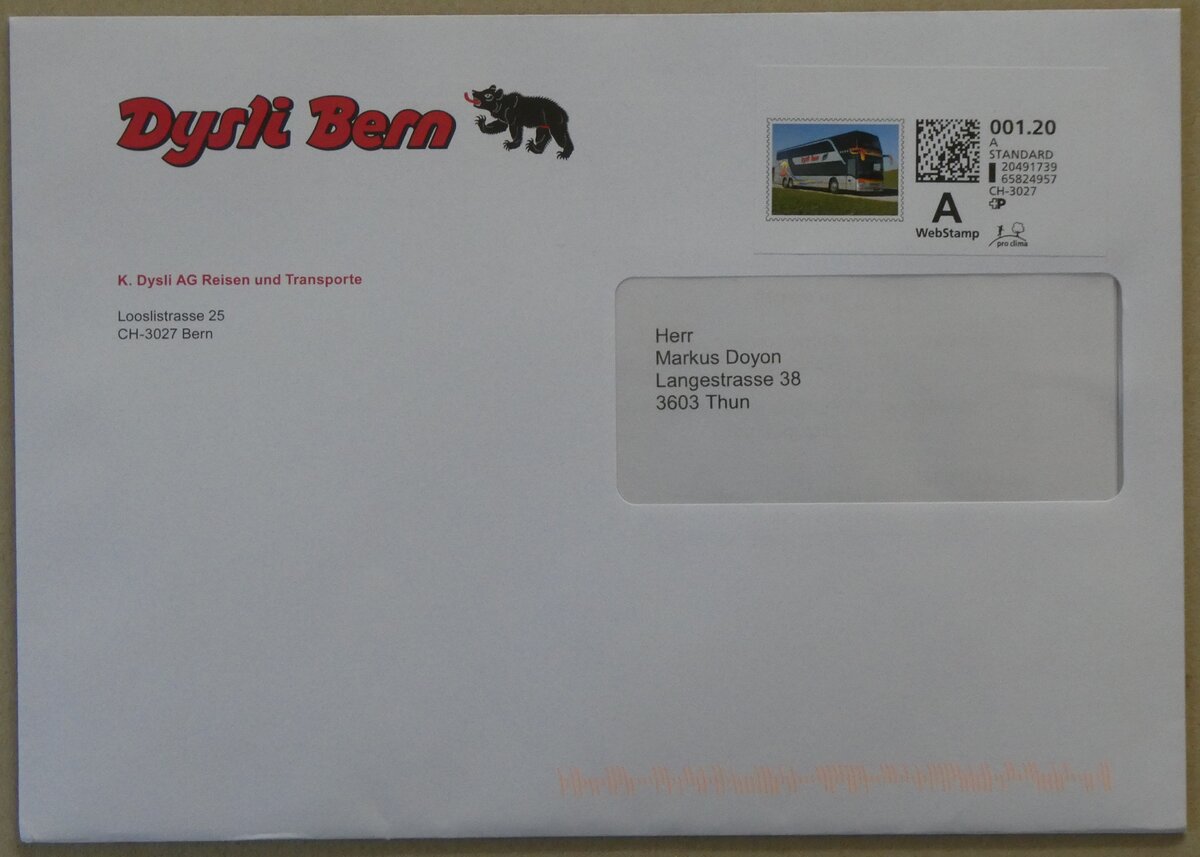 Dysli Bern
001.20
A
STANDARD
20491739
65824957
CH-3027
P
A
WebStamp
pro clima
K. Dysli AG Reisen und Transporte
Looslistrasse 25
CH-3027 Bern
Herr
Markus Doyon
Langestrasse 38
3603 Thun